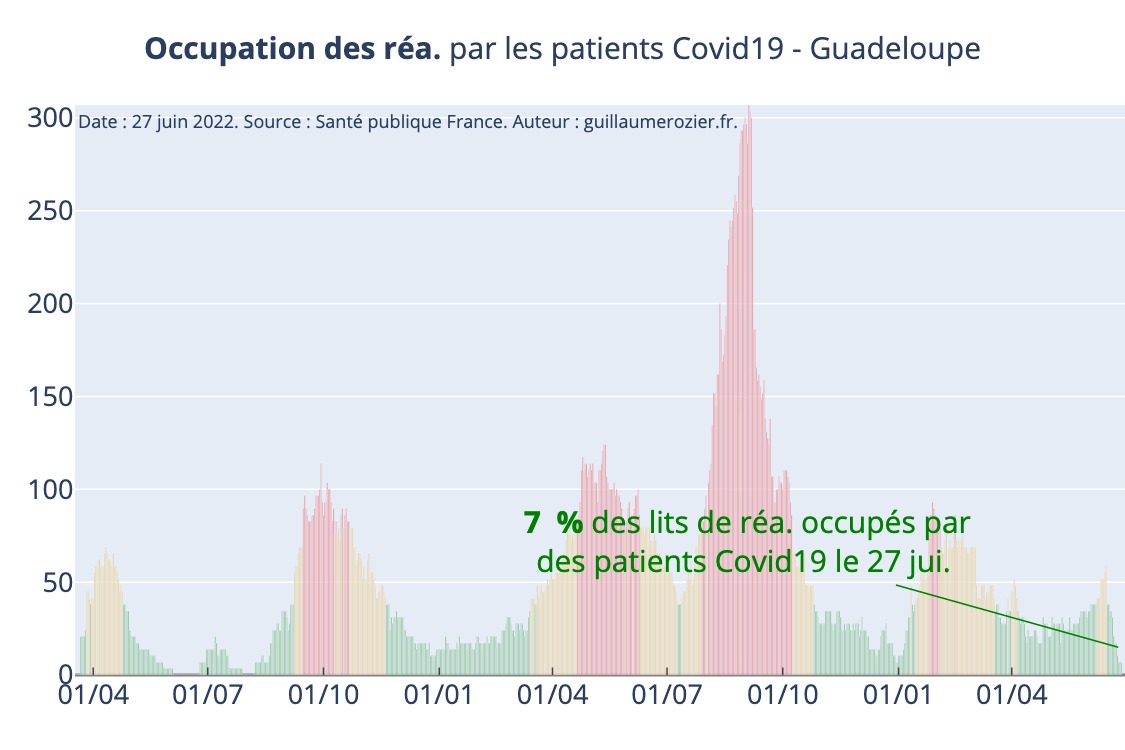 Occupation des réa. par les patients Covid19 - Guadeloupe
300
Date : 27 juin 2022. Source : Santé publique France. Auteur : guillaumerozier.fr.
250
200
150
100
7 % des lits de réa. occupés par
des patients Covid19 le 27 jui.
50
0
01/04 01/07 01/10 01/01 01/04 01/07 01/10 01/01 01/04